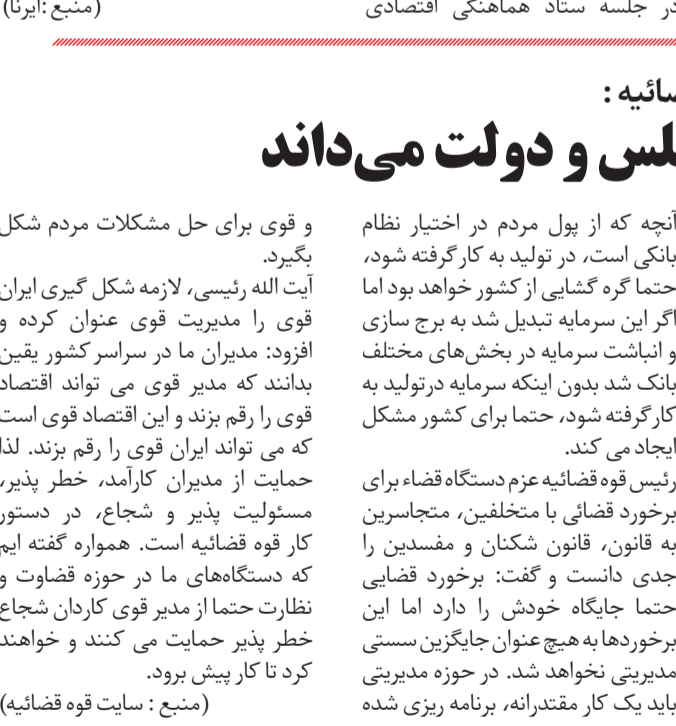 در جلسه ستاد هماهنگی اقتصادی
(منبع :ایرنا)
ضائیه :
لس و دولت می‌داند
آنچه که از پول مردم در اختیار نظام
بانکی است، در تولید به کارگرفته شود،
حتما گره گشایی از کشور خواهد بود اما
اگر این سرمایه تبدیل شد به برج سازی
و انباشت سرمایه در بخش‌های مختلف
بانک شد بدون اینکه سرمایه درتولید به
کارگرفته شود، حتما برای کشور مشکل
ایجاد می کند.
رئیس قوه قضائیه عزم دستگاه قضاء برای
برخورد قضائی با متخلفین، متجاسرین
به قانون، قانون شکنان و مفسدین را
جدی دانست و گفت: برخورد قضایی
حتما جایگاه خودش را دارد اما این
برخوردها به هیچ عنوان جایگزین سستی
مدیریتی نخواهد شد. در حوزه مدیریتی
باید یک کار مقتدرانه، برنامه ریزی شده
و قوی برای حل مشکلات مردم شکل
بگیرد.
آیت الله رئیسی، لازمه شکل گیری ایران
قوی را مدیریت قوی عنوان کرده و
افزود: مدیران ما در سراسر کشور یقین
بدانند که مدیر قوی می تواند اقتصاد
قوی را رقم بزند و این اقتصاد قوی است
که می تواند ایران قوی را رقم بزند. لذا
حمایت از مدیران کارآمد، خطر پذیر،
مسئولیت پذیر و شجاع، در دستور
کار قوه قضائیه است. همواره گفته ایم
که دستگاه‌های ما در حوزه قضاوت و
نظارت حتما از مدیر قوی کاردان شجاع
خطر پذیر حمایت می کنند و خواهند
کرد تا کار پیش برود.
(منبع : سایت قوه قضائیه)